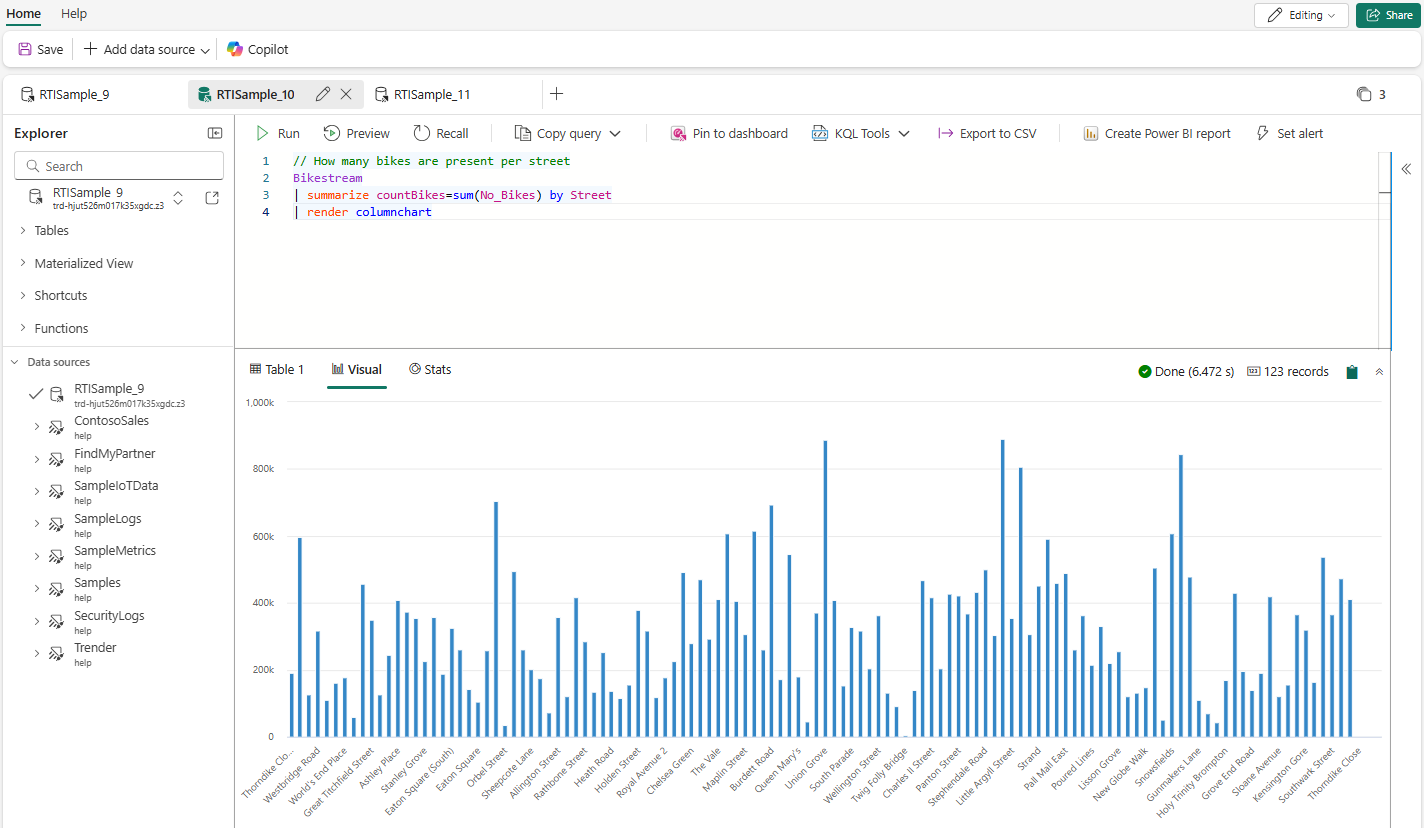 Home Help
Editing Share
Save Add data source Copilot
RTISample_9 RTISample_10 RTISample_11 3
Explorer
Run Preview Recall Copy query Pin to dashboard KQL Tools Export to CSV Create Power BI report Set alert
Search
RTISample_9
trd-hjut526m017k35xgdc.z3
Tables
Materialized View
Shortcuts
Functions
Data sources
RTISample_9
trd-hjut526m017k35xgdc.z3
ContosoSales
help
FindMyPartner
help
SampleIoTData
help
SampleLogs
help
SampleMetrics
help
Samples
help
SecurityLogs
help
Trender
help
1 // How many bikes are present per street
2 Bikestream
3 | summarize countBikes=sum(No_Bikes) by Street
4 | render columnchart
Table 1 Visual Stats Done (6.472 s) 123 records
1,000k
800k
600k
400k
200k
0
Thorndike Clo...
Westbridge Road
World's End Place
Great Titchfield Street
Ashley Place
Stanley Grove
Eaton Square (South)
Eaton Square
Orbel Street
Sheepcote Lane
Allington Street
Rathbone Street
Heath Road
Holden Street
Royal Avenue 2
Chelsea Green
The Vale
Maplin Street
Burdett Road
Queen Mary's
Union Grove
South Parade
Wellington Street
Twig Folly Bridge
Charles II Street
Panton Street
Stephendale Road
Little Argyll Street
Strand
Pall Mall East
Poured Lines
Lisson Grove
New Globe Walk
Snowsfields
Gunmakers Lane
Holy Trinity Brompton
Grove End Road
Sloane Avenue
Kensington Gore
Southwark Street
Thorndike Close